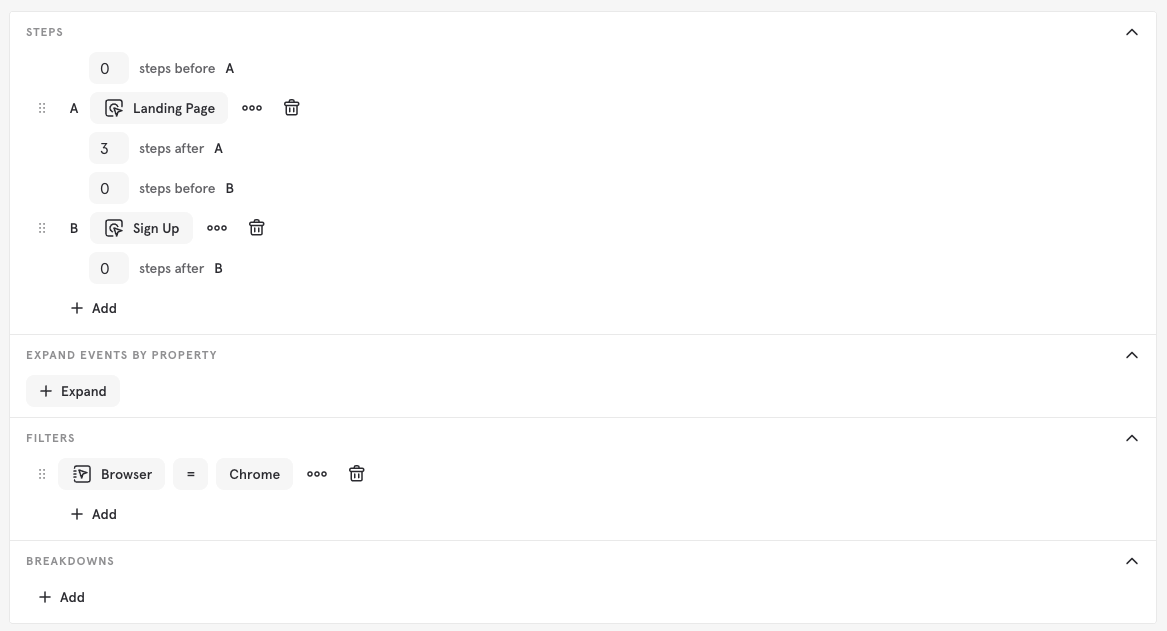 STEPS
0 steps before A
A Landing Page
3 steps after A
0 steps before B
B Sign Up
0 steps after B
+ Add
EXPAND EVENTS BY PROPERTY
+ Expand
FILTERS
Browser = Chrome
+ Add
BREAKDOWNS
+ Add